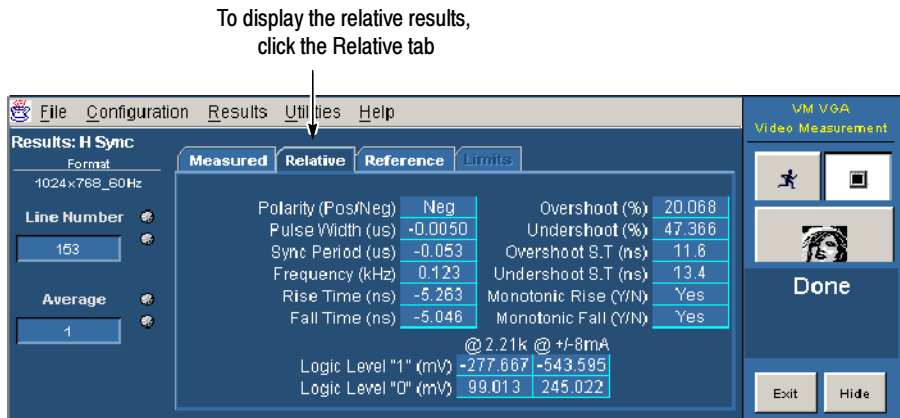 To display the relative results,
click the Relative tab
File Configuration Results Utilities Help
VM VGA
Video Measurement
Results: H Sync
Format
1024x768_60Hz
Measured Relative Reference Limits
Line Number
153
Average
1
Polarity (Pos/Neg) Neg Overshoot (%) 20.068
Pulse Width (us) -0.0050 Undershoot (%) 47.366
Sync Period (us) -0.053 Overshoot S.T (ns) 11.6
Frequency (kHz) 0.123 Undershoot S.T (ns) 13.4
Rise Time (ns) -5.263 Monotonic Rise (Y/N) Yes
Fall Time (ns) -5.046 Monotonic Fall (Y/N) Yes
@ 2.21k @ +/-8mA
Logic Level "1" (mV) -277.667 -543.595
Logic Level "0" (mV) 99.013 245.022
Done
Exit Hide